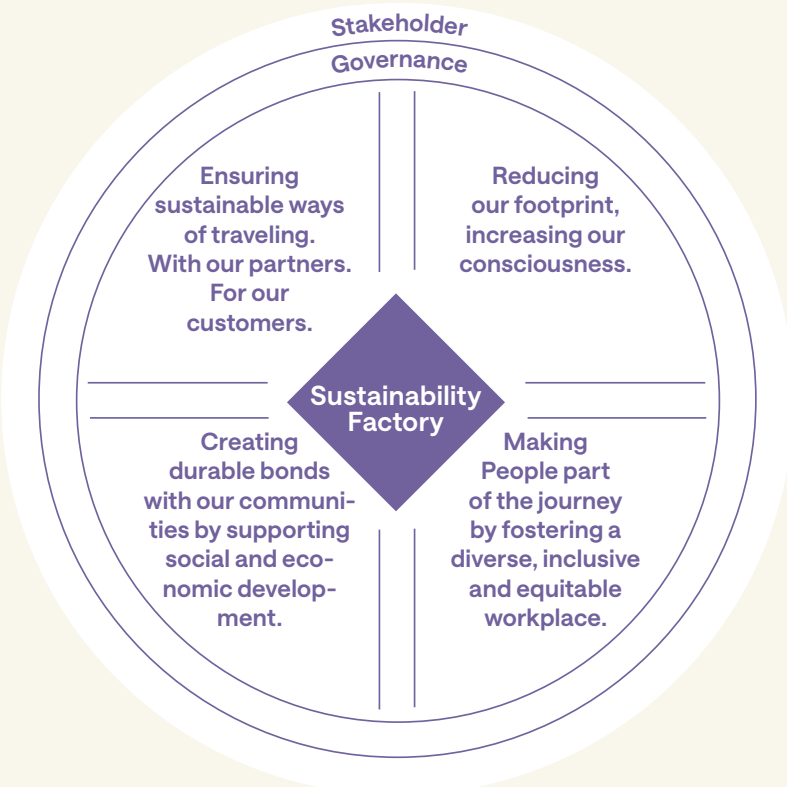 Stakeholder
Governance
Ensuring
sustainable ways
of traveling.
With our partners.
For our
customers.
Reducing
our footprint,
increasing our
consciousness.
Sustainability
Factory
Creating
durable bonds
with our communi-
ties by supporting
social and eco-
nomic develop-
ment.
Making
People part
of the journey
by fostering a
diverse, inclusive
and equitable
workplace.